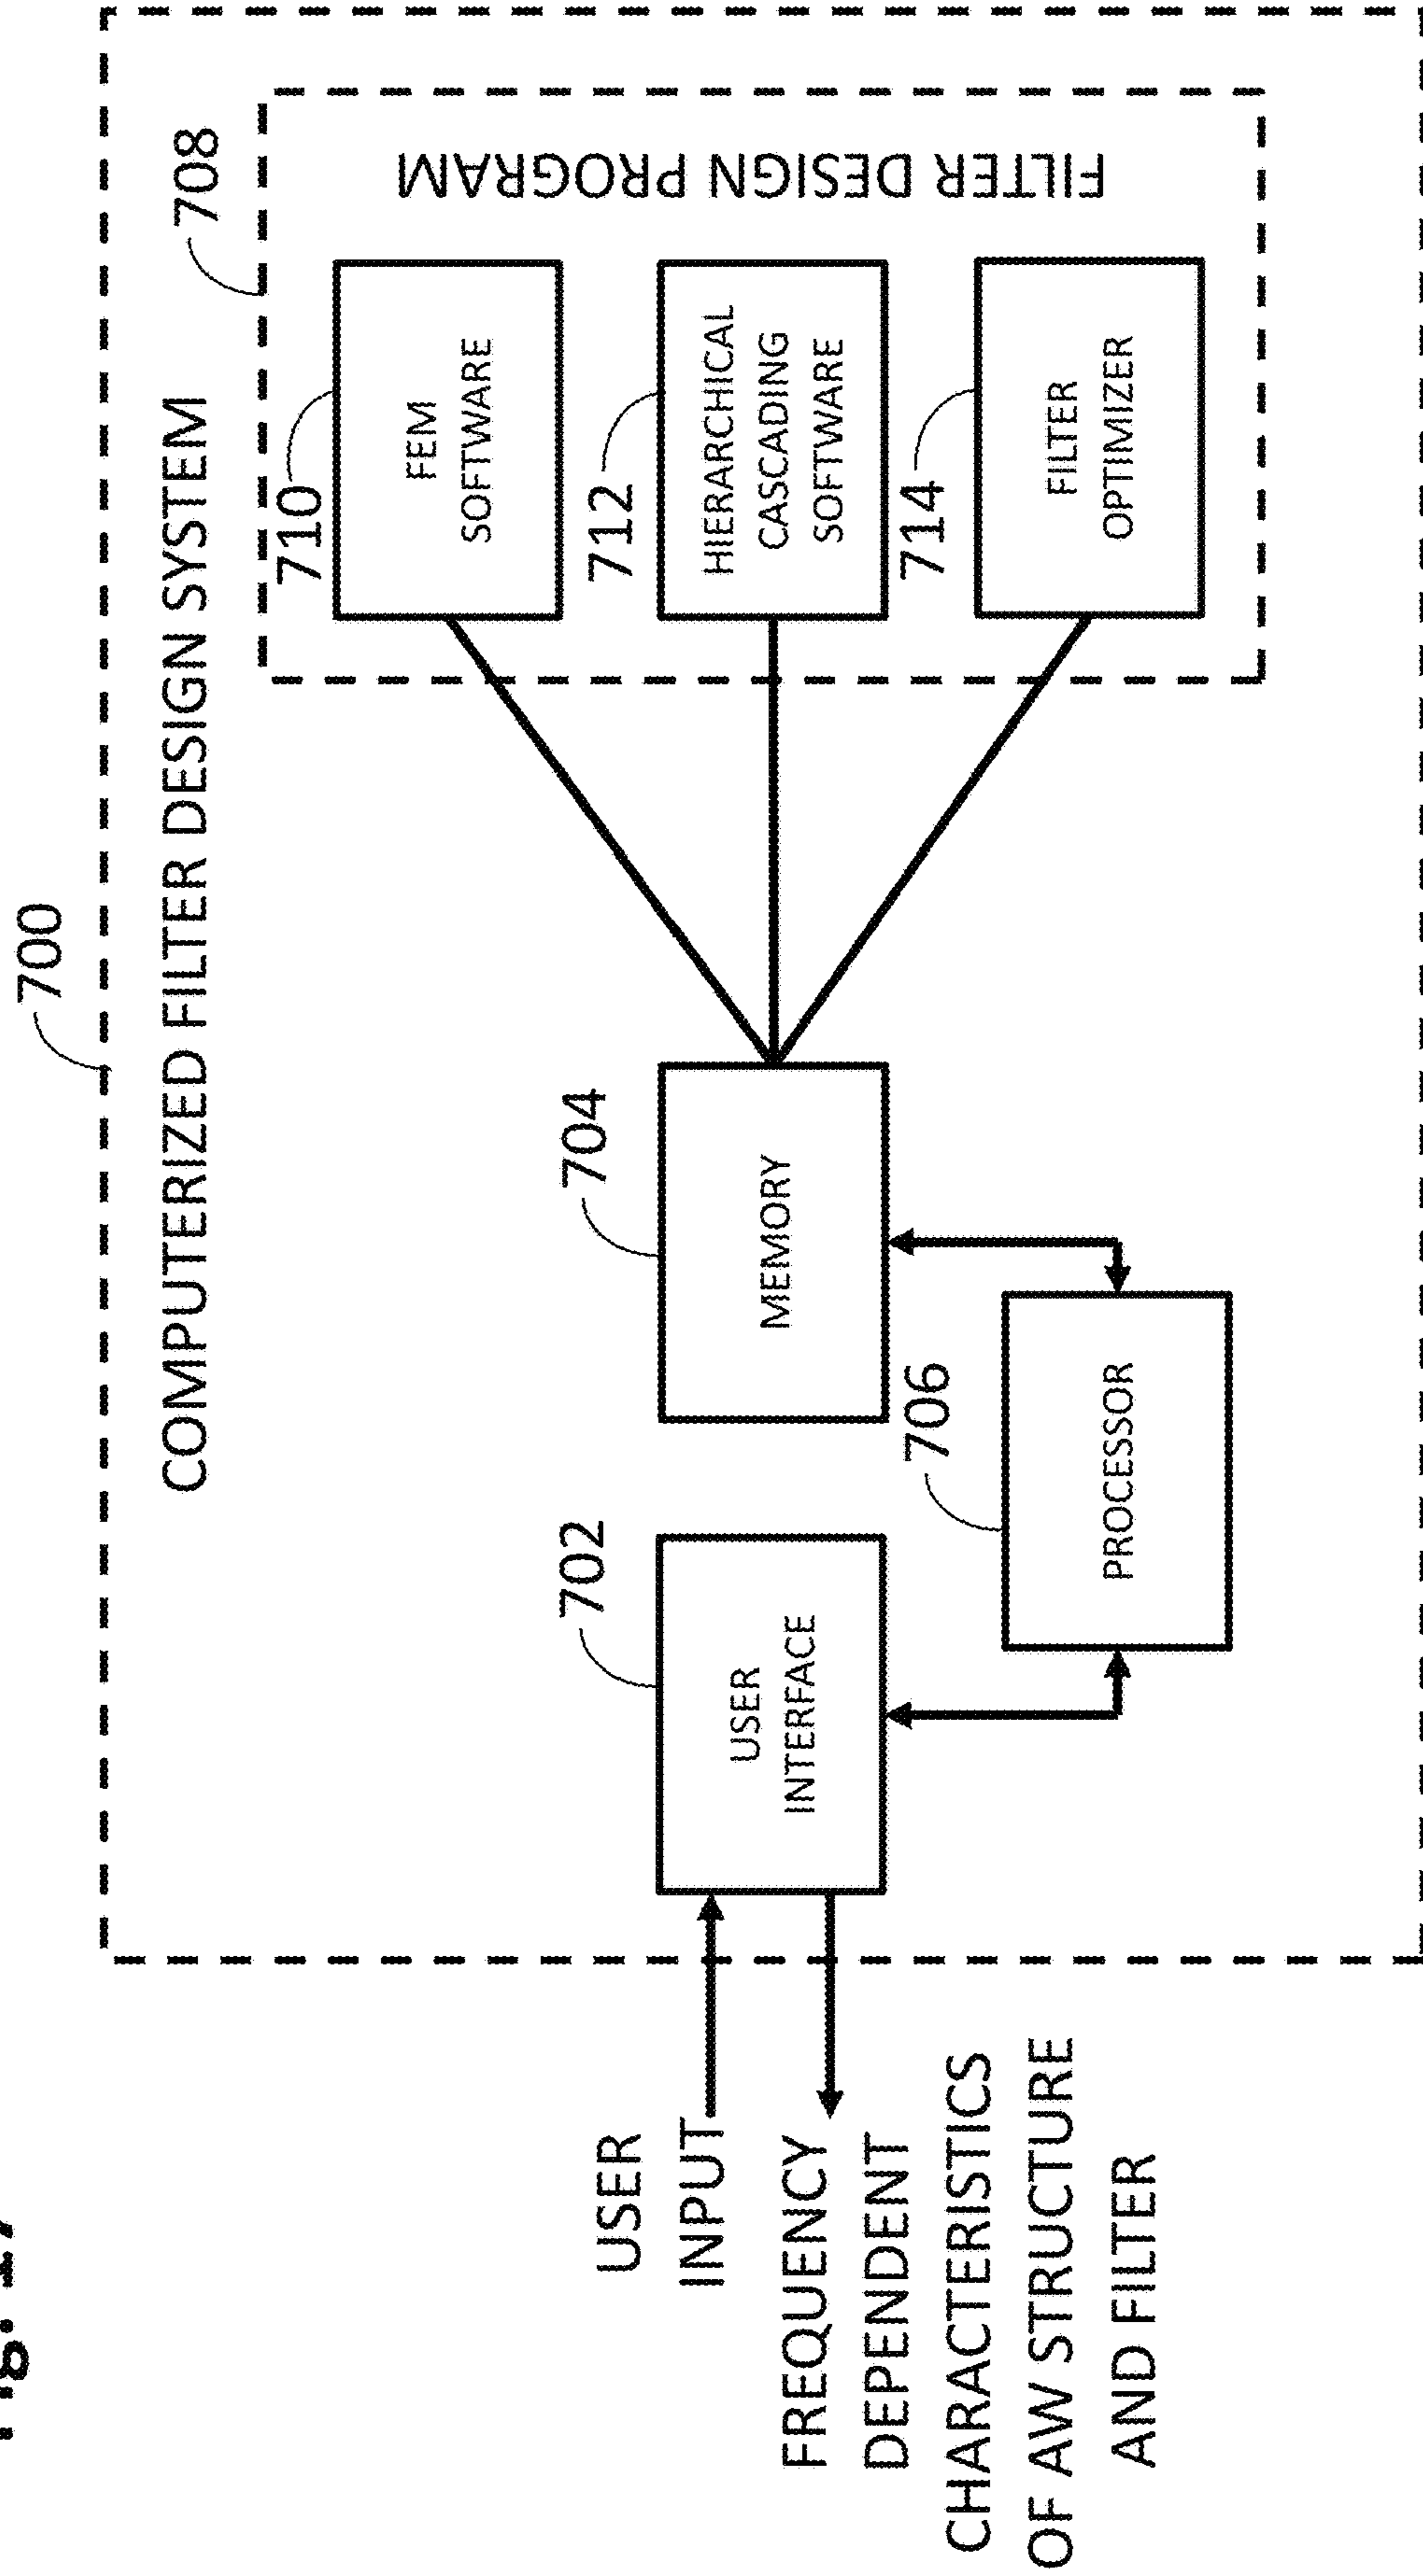 700
COMPUTERIZED FILTER DESIGN SYSTEM
708
710
FEM
SOFTWARE
702
704
712
USER
INPUT
USER
INTERFACE
MEMORY
HIERARCHICAL
CASCADING
SOFTWARE
FILTER DESIGN PROGRAM
FREQUENCY
DEPENDENT
CHARACTERISTICS
OF AW STRUCTURE
AND FILTER
706
PROCESSOR
714
FILTER
OPTIMIZER